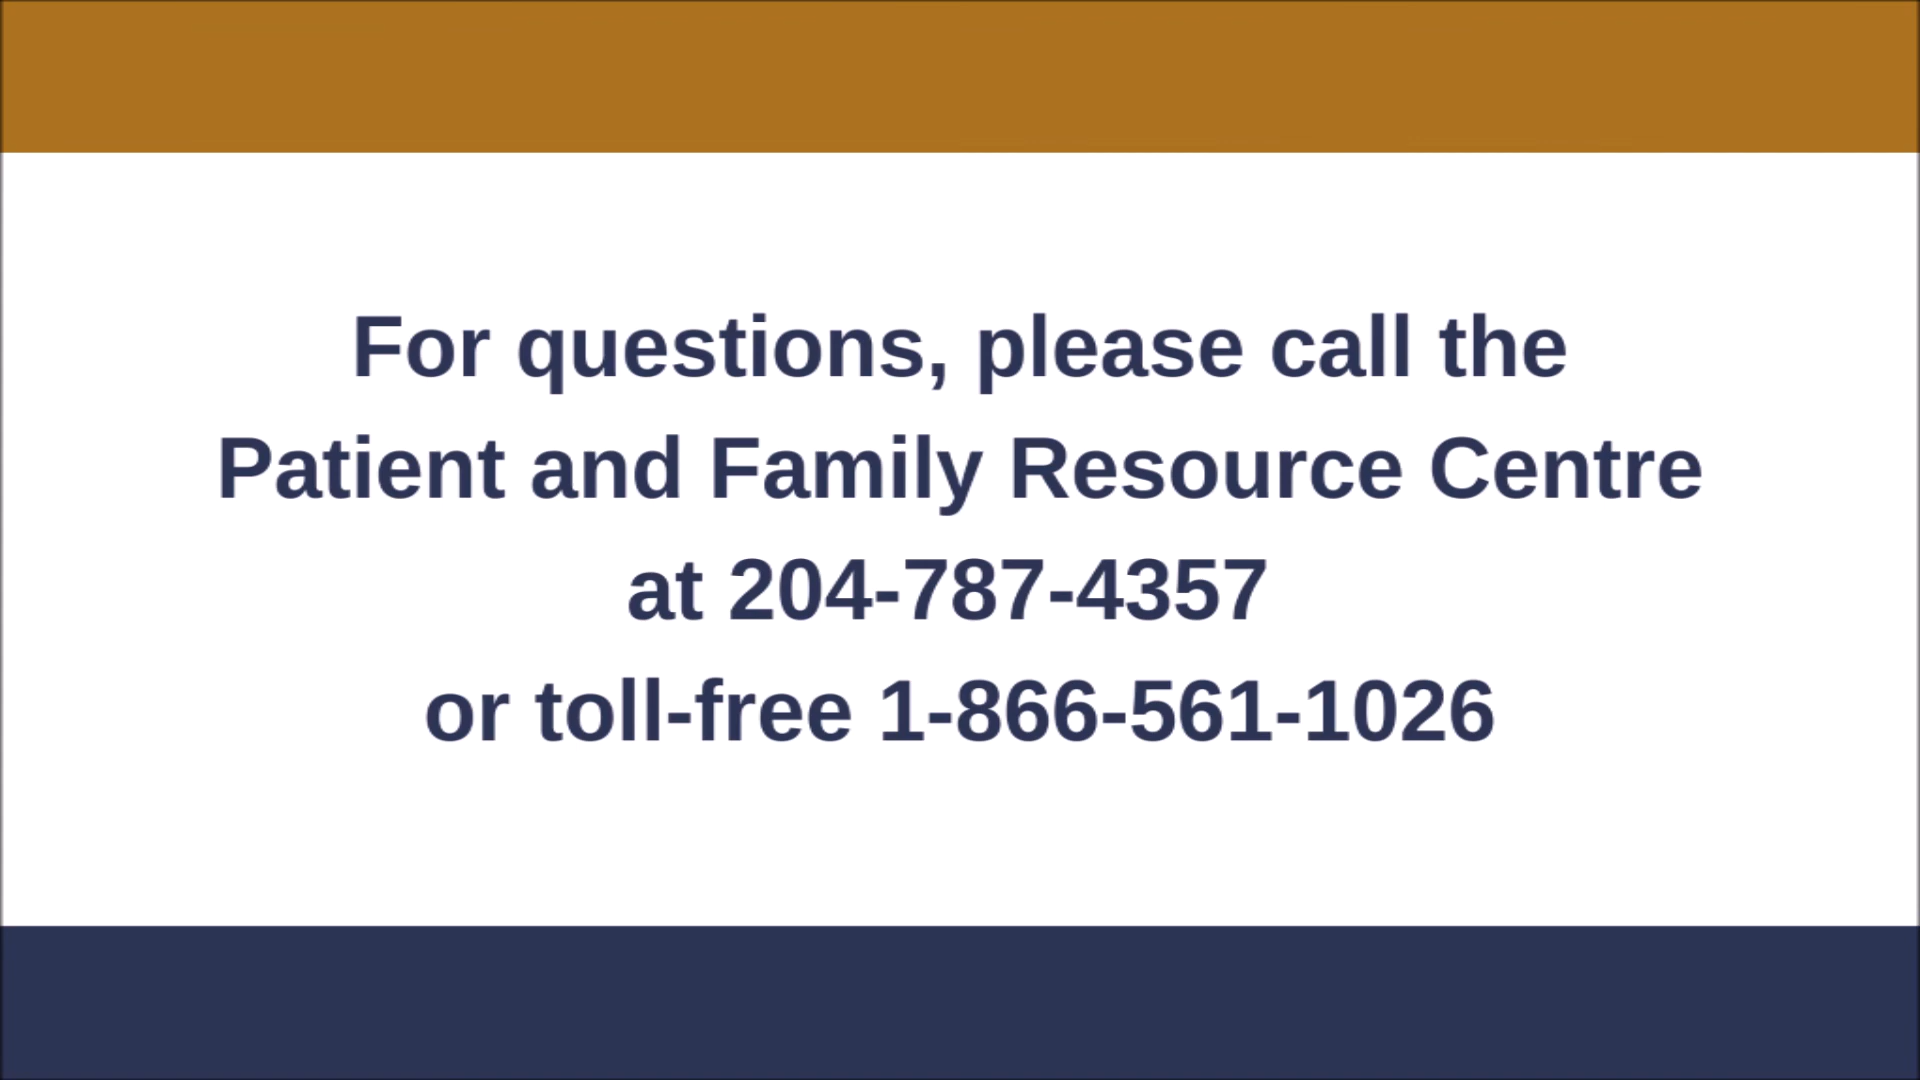 For questions, please call the
Patient and Family Resource Centre
at 204-787-4357
or toll-free 1-866-561-1026